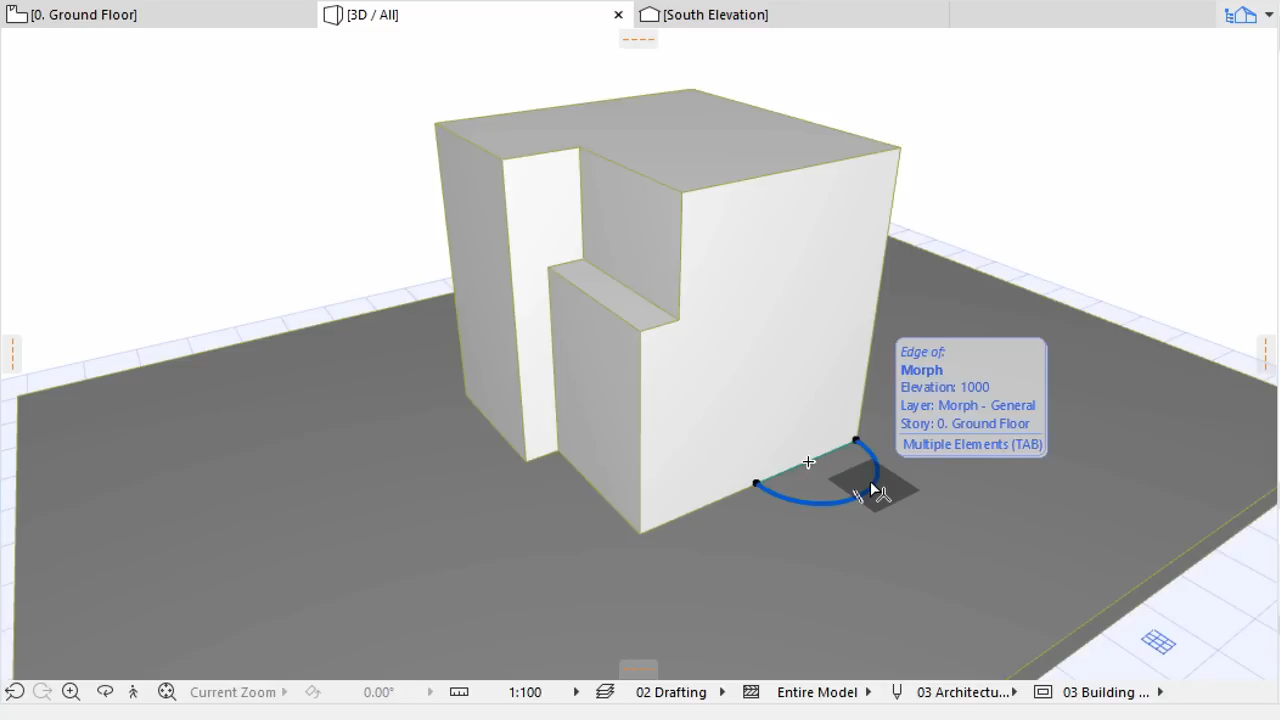 [0. Ground Floor]
[3D / All]
[South Elevation]
Edge of:
Morph
Elevation: 1000
Layer: Morph - General
Story: 0. Ground Floor
Multiple Elements (TAB)
Current Zoom
0.00°
1:100
02 Drafting
Entire Model
03 Architectu...
03 Building ...